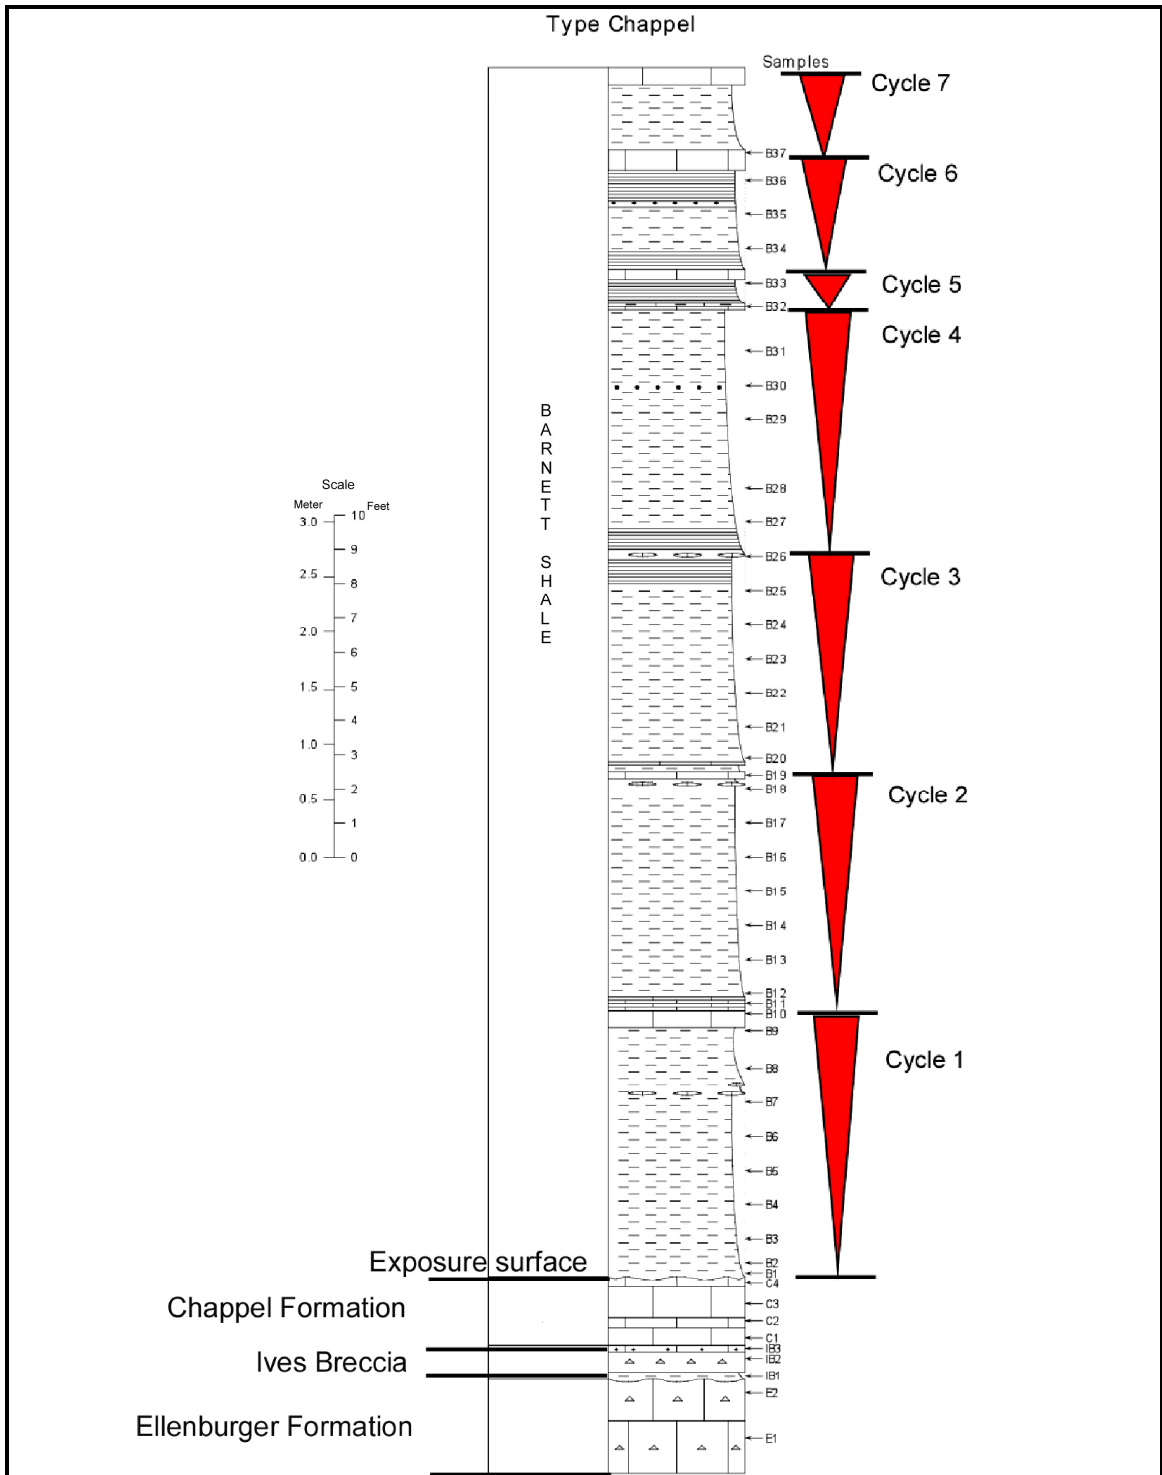 Type Chappel
Samples
Cycle 7
B37
Cycle 6
B36
B35
B34
B33
Cycle 5
B32
Cycle 4
B31
B30
B29
B28
B27
B26
Cycle 3
B25
B24
B23
B22
B21
B20
B19
Cycle 2
B18
B17
B16
B15
B14
B13
B12
B11
B10
B9
Cycle 1
B8
B7
B6
B5
B4
B3
B2
B1
C4
C3
C2
C1
IB3
IB2
IB1
E2
E1
BARNETT SHALE
Scale
Meter Feet
3.0 10
9
2.5 8
7
2.0 6
1.5 5
4
1.0 3
2
0.5 1
0.0 0
Exposure surface
Chappel Formation
Ives Breccia
Ellenburger Formation